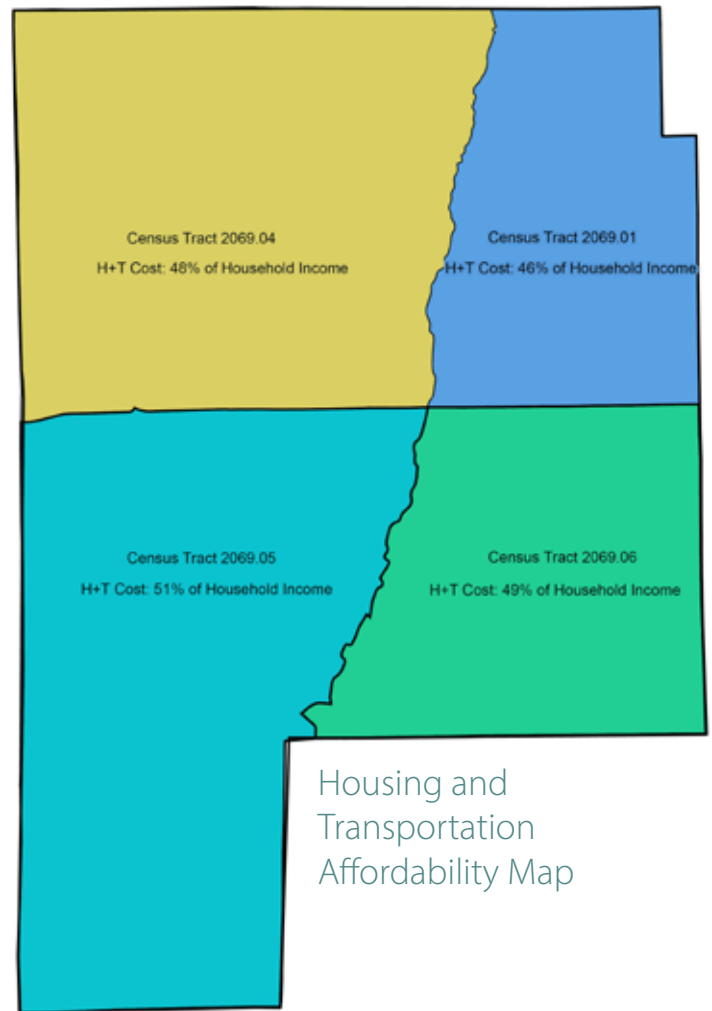 Census Tract 2069.04
H+T Cost: 48% of Household Income
Census Tract 2069.01
H+T Cost: 46% of Household Income
Census Tract 2069.05
H+T Cost: 51% of Household Income
Census Tract 2069.06
H+T Cost: 49% of Household Income
Housing and
Transportation
Affordability Map